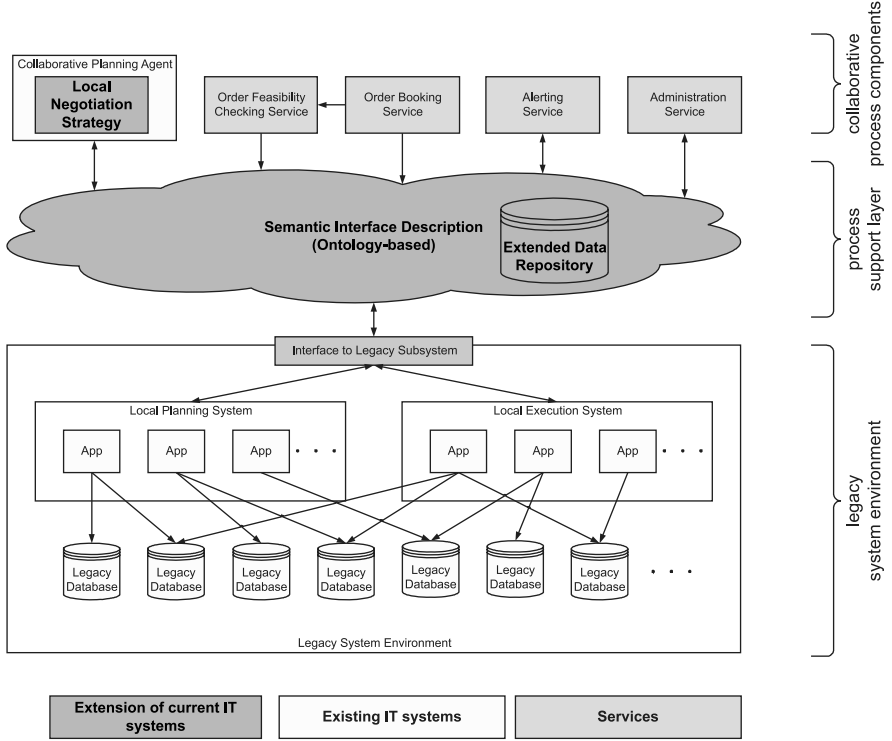 Collaborative Planning Agent
Local
Negotiation
Strategy
Order Feasibility
Checking Service
Order Booking
Service
Alerting
Service
Administration
Service
collaborative
process components
Semantic Interface Description
(Ontology-based)
Extended Data
Repository
process
support layer
Interface to Legacy Subsystem
Local Planning System
App
App
App
. . .
Local Execution System
App
App
App
. . .
Legacy
Database
Legacy
Database
Legacy
Database
Legacy
Database
Legacy
Database
Legacy
Database
Legacy
Database
. . .
Legacy System Environment
legacy
system environment
Extension of current IT
systems
Existing IT systems
Services